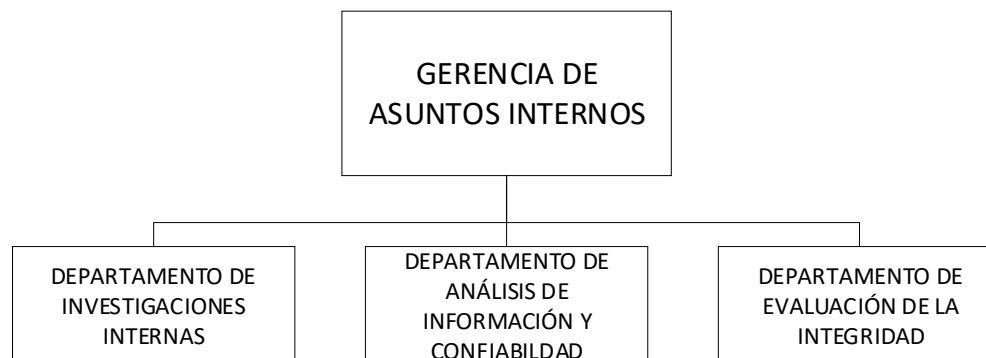 GERENCIA DE
ASUNTOS INTERNOS
DEPARTAMENTO DE
INVESTIGACIONES
INTERNAS
DEPARTAMENTO DE
ANÁLISIS DE
INFORMACIÓN Y
CONFIABILDAD
DEPARTAMENTO DE
EVALUACIÓN DE LA
INTEGRIDAD